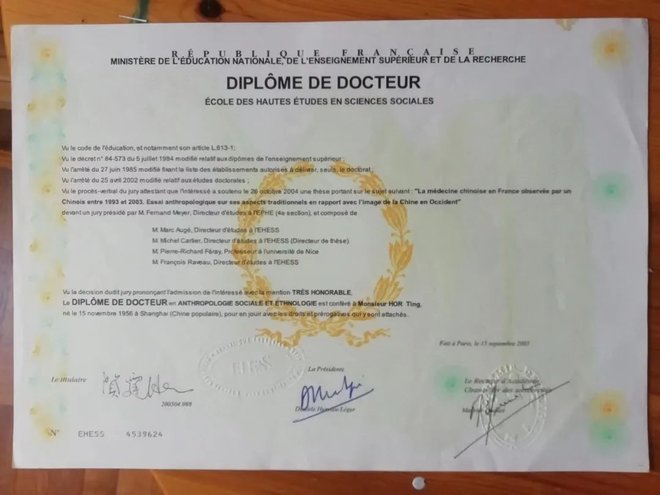 RÉPUBLIQUE FRANÇAISE
MINISTÈRE DE L'ÉDUCATION NATIONALE, DE L'ENSEIGNEMENT SUPÉRIEUR ET DE LA RECHERCHE
DIPLÔME DE DOCTEUR
ÉCOLE DES HAUTES ÉTUDES EN SCIENCES SOCIALES
Vu le code de l'éducation, et notamment son article L.613-1;
Vu le décret n° 84-573 du 5 juillet 1984 modifié relatif aux diplômes de l'enseignement supérieur ;
Vu l'arrêté du 27 juin 1985 modifié fixant la liste des établissements autorisés à délivrer, seuls, le doctorat;
Vu l'arrêté du 25 avril 2002 modifié relatif aux études doctorales ;
Vu le procès-verbal du jury attestant que l'intéressé a soutenu le 26 octobre 2004 une thèse portant sur le sujet suivant : "La médecine chinoise en France observée par un
Chinois entre 1993 et 2003. Essai anthropologique sur ses aspects traditionnels en rapport avec l'image de la Chine en Occident"
devant un jury présidé par M. Fernand Meyer, Directeur d'études à l'EPHE (4e section), et composé de
M. Marc Augé, Directeur d'études à l'EHESS
M. Michel Cartier, Directeur d'études à l'EHESS (Directeur de thèse)
M. Pierre-Richard Féray, Professeur à l'université de Nice
M. François Raveau, Directeur d'études à l'EHESS
Vu la décision dudit jury prononçant l'admission de l'intéressé avec la mention TRÈS HONORABLE,
Le DIPLÔME DE DOCTEUR en ANTHROPOLOGIE SOCIALE ET ETHNOLOGIE est conféré à Monsieur HOR Ting,
né le 15 novembre 1956 à Shanghai (Chine populaire), pour en jouir avec les droits et prérogatives qui y sont attachés.
Fait à Paris, le 15 septembre 2005
Le titulaire
La Présidente
Le Recteur d'Académie,
Chancelier des universités
EHESS
200504
Danièle Hervieu-Léger
N° EHESS 4539624